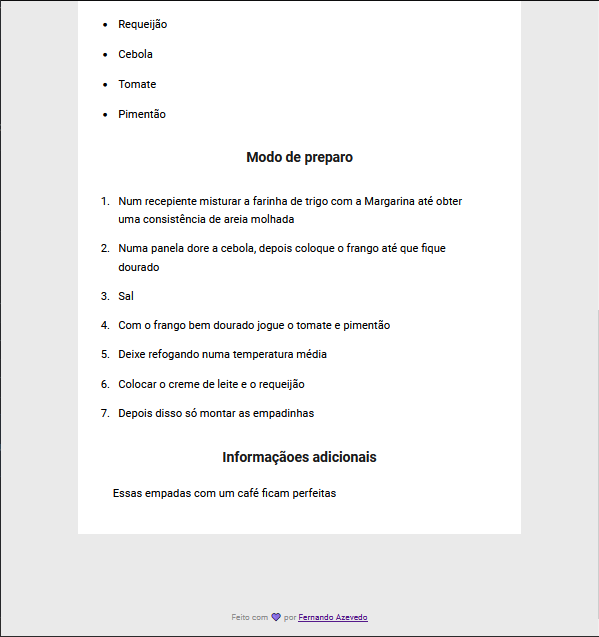 • Requeijão
• Cebola
• Tomate
• Pimentão
Modo de preparo
1. Num recepiente misturar a farinha de trigo com a Margarina até obter
uma consistência de areia molhada
2. Numa panela dore a cebola, depois coloque o frango até que fique
dourado
3. Sal
4. Com o frango bem dourado jogue o tomate e pimentão
5. Deixe refogando numa temperatura média
6. Colocar o creme de leite e o requeijão
7. Depois disso só montar as empadinhas
Informaçãoes adicionais
Essas empadas com um café ficam perfeitas
Feito com 💜 por Fernando Azevedo